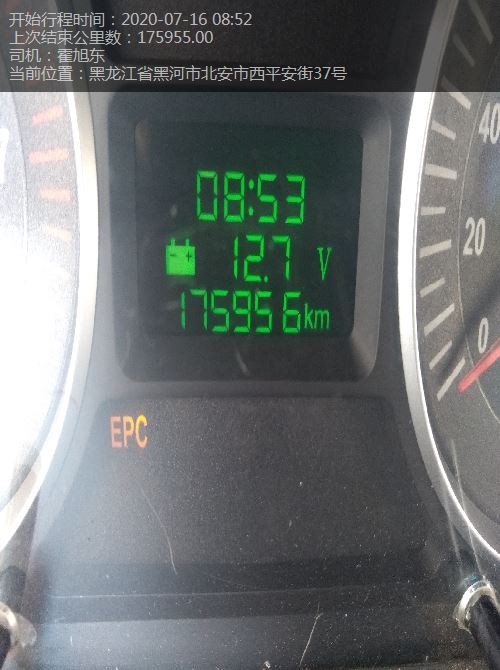 开始行程时间：2020-07-16 08:52
上次结束公里数：175955.00
司机：霍旭东
当前位置：黑龙江省黑河市北安市西平安街37号
08:53
- + 12.7 V
175956km
EPC
40
20
0